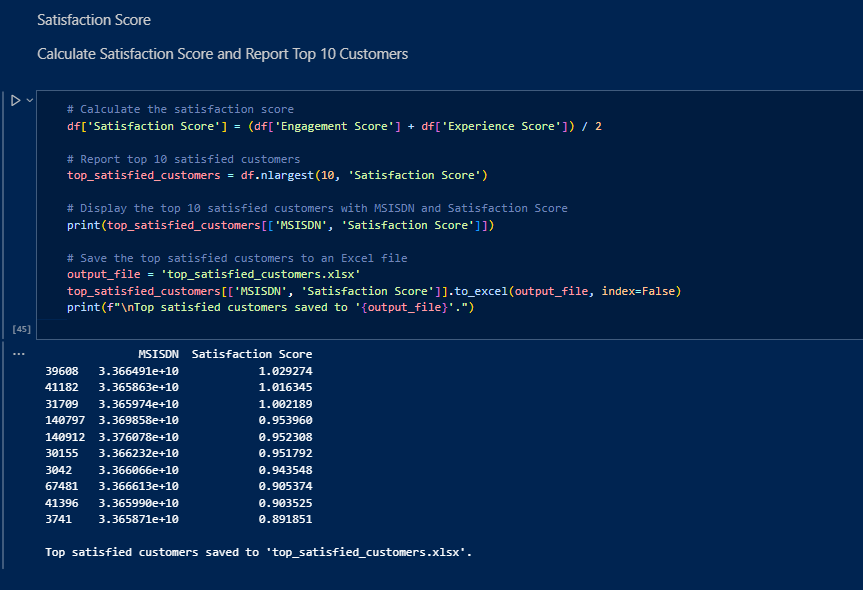 Satisfaction Score
Calculate Satisfaction Score and Report Top 10 Customers
# Calculate the satisfaction score
df['Satisfaction Score'] = (df['Engagement Score'] + df['Experience Score']) / 2
# Report top 10 satisfied customers
top_satisfied_customers = df.nlargest(10, 'Satisfaction Score')
# Display the top 10 satisfied customers with MSISDN and Satisfaction Score
print(top_satisfied_customers[['MSISDN', 'Satisfaction Score']])
# Save the top satisfied customers to an Excel file
output_file = 'top_satisfied_customers.xlsx'
top_satisfied_customers[['MSISDN', 'Satisfaction Score']].to_excel(output_file, index=False)
print(f"\nTop satisfied customers saved to '{output_file}'.")
[45]
...
MSISDN Satisfaction Score
39608 3.366491e+10 1.029274
41182 3.365863e+10 1.016345
31709 3.365974e+10 1.002189
140797 3.369858e+10 0.953960
140912 3.376078e+10 0.952308
30155 3.366232e+10 0.951792
3042 3.366066e+10 0.943548
67481 3.366613e+10 0.905374
41396 3.365990e+10 0.903525
3741 3.365871e+10 0.891851
Top satisfied customers saved to 'top_satisfied_customers.xlsx'.